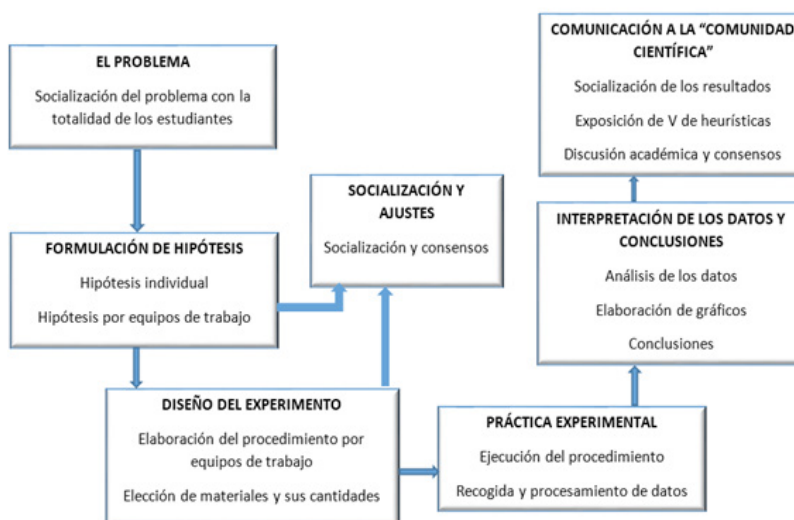 EL PROBLEMA
Socialización del problema con la
totalidad de los estudiantes
FORMULACIÓN DE HIPÓTESIS
Hipótesis individual
Hipótesis por equipos de trabajo
SOCIALIZACIÓN Y
AJUSTES
Socialización y consensos
DISEÑO DEL EXPERIMENTO
Elaboración del procedimiento por
equipos de trabajo
Elección de materiales y sus cantidades
PRÁCTICA EXPERIMENTAL
Ejecución del procedimiento
Recogida y procesamiento de datos
INTERPRETACIÓN DE LOS DATOS Y
CONCLUSIONES
Análisis de los datos
Elaboración de gráficos
Conclusiones
COMUNICACIÓN A LA “COMUNIDAD
CIENTÍFICA”
Socialización de los resultados
Exposición de V de heurísticas
Discusión académica y consensos